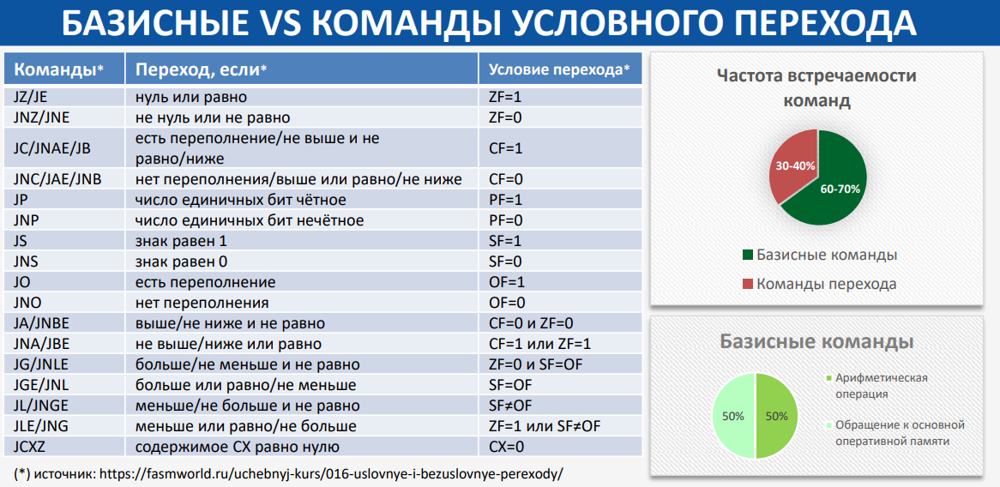 БАЗИСНЫЕ VS КОМАНДЫ УСЛОВНОГО ПЕРЕХОДА
Команды* Переход, если* Условие перехода*
JZ/JE нуль или равно ZF=1
JNZ/JNE не нуль или не равно ZF=0
JC/JNAE/JB есть переполнение/не выше и не CF=1
равно/ниже
JNC/JAE/JNB нет переполнения/выше или равно/не ниже CF=0
JP число единичных бит чётное PF=1
JNP число единичных бит нечётное PF=0
JS знак равен 1 SF=1
JNS знак равен 0 SF=0
JO есть переполнение OF=1
JNO нет переполнения OF=0
JA/JNBE выше/не ниже и не равно CF=0 и ZF=0
JNA/JBE не выше/ниже или равно CF=1 или ZF=1
JG/JNLE больше/не меньше и не равно ZF=0 и SF=OF
JGE/JNL больше или равно/не меньше SF=OF
JL/JNGE меньше/не больше и не равно SF≠OF
JLE/JNG меньше или равно/не больше ZF=1 или SF≠OF
JCXZ содержимое CX равно нулю CX=0
(*) источник: https://fasmworld.ru/uchebnyj-kurs/016-uslovnye-i-bezuslovnye-perexody/
Частота встречаемости
команд
30-40%
60-70%
Базисные команды
Команды перехода
Базисные команды
50% 50%
Арифметическая
операция
Обращение к основной
оперативной памяти